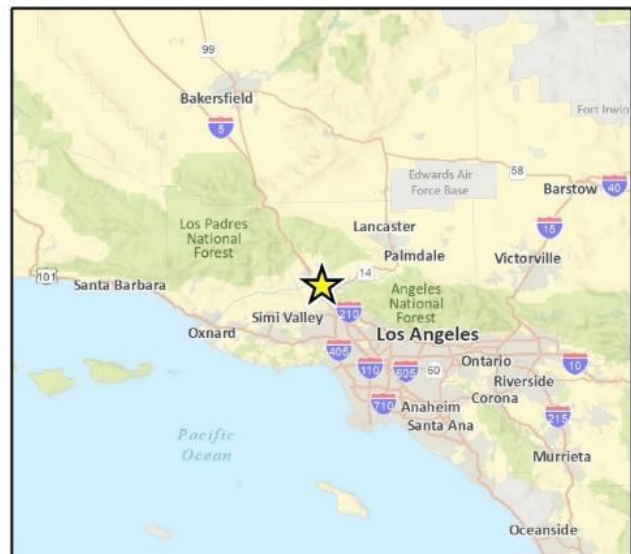 99
Bakersfield
Fort Irwin
5
58
Edwards Air
Force Base
Barstow
40
Los Padres
National
Forest
Lancaster
15
Palmdale
Victorville
101
Santa Barbara
14
Angeles
National
Forest
Simi Valley
210
Oxnard
Los Angeles
405
Ontario
10
110
605
60
Riverside
Corona
710
Anaheim
215
Santa Ana
Pacific
Ocean
Murrieta
Oceanside